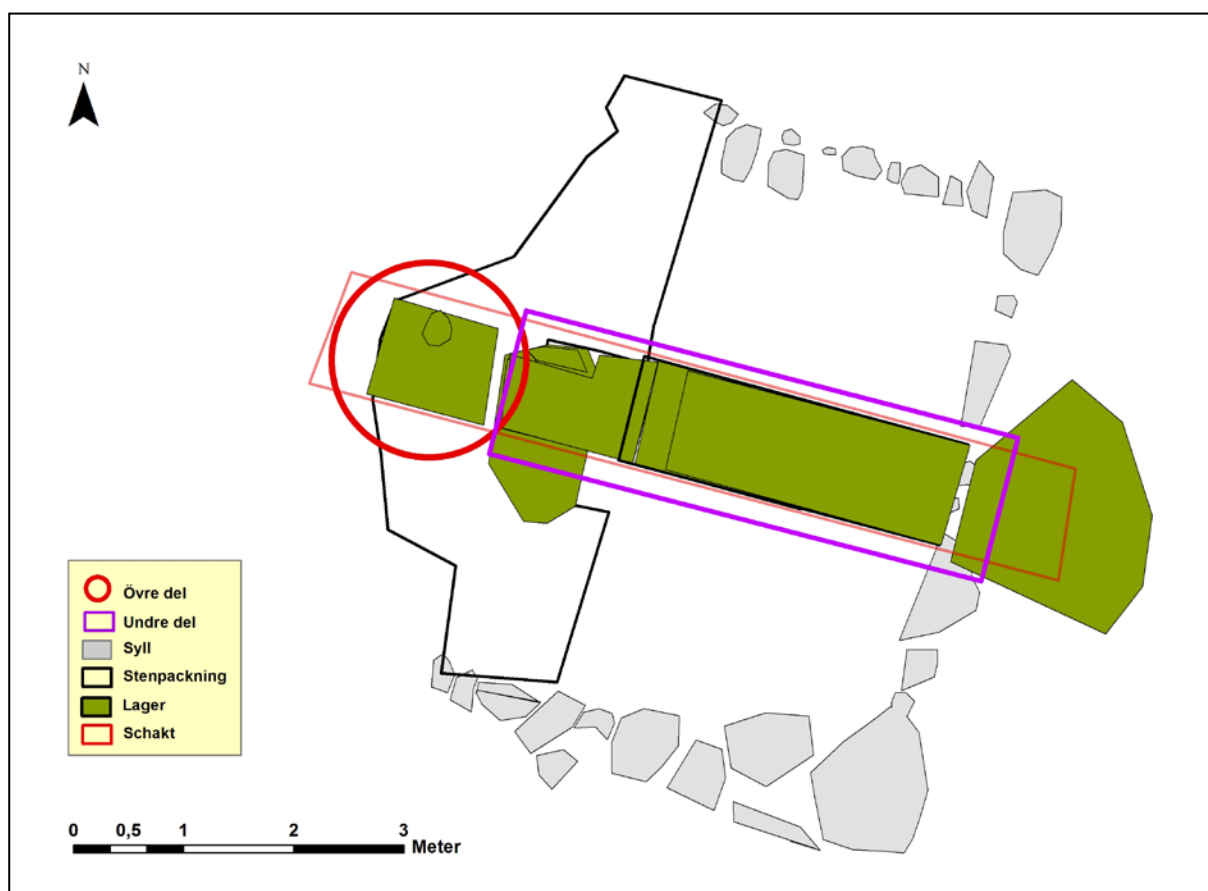 N
Övre del
Undre del
Syll
Stenpackning
Lager
Schakt
0 0,5 1 2 3
Meter